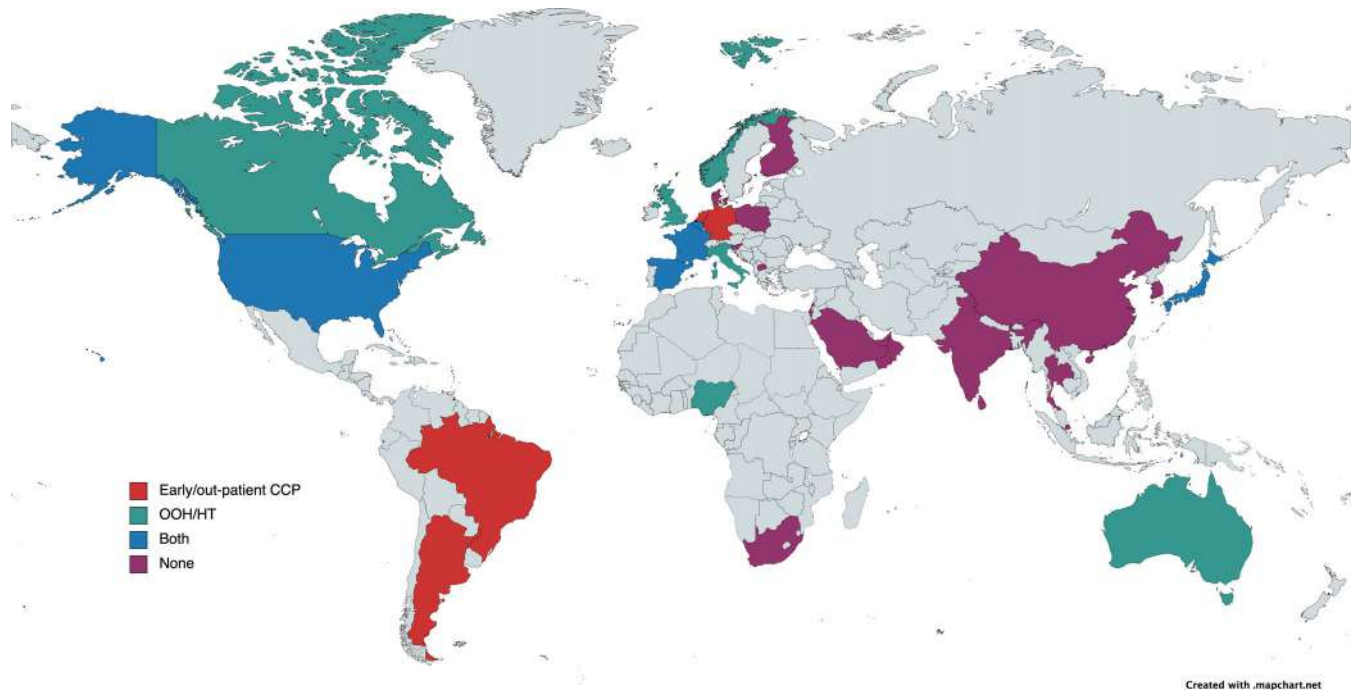 Early/out-patient CCP
OOH/HT
Both
None
Created with .mapchart.net